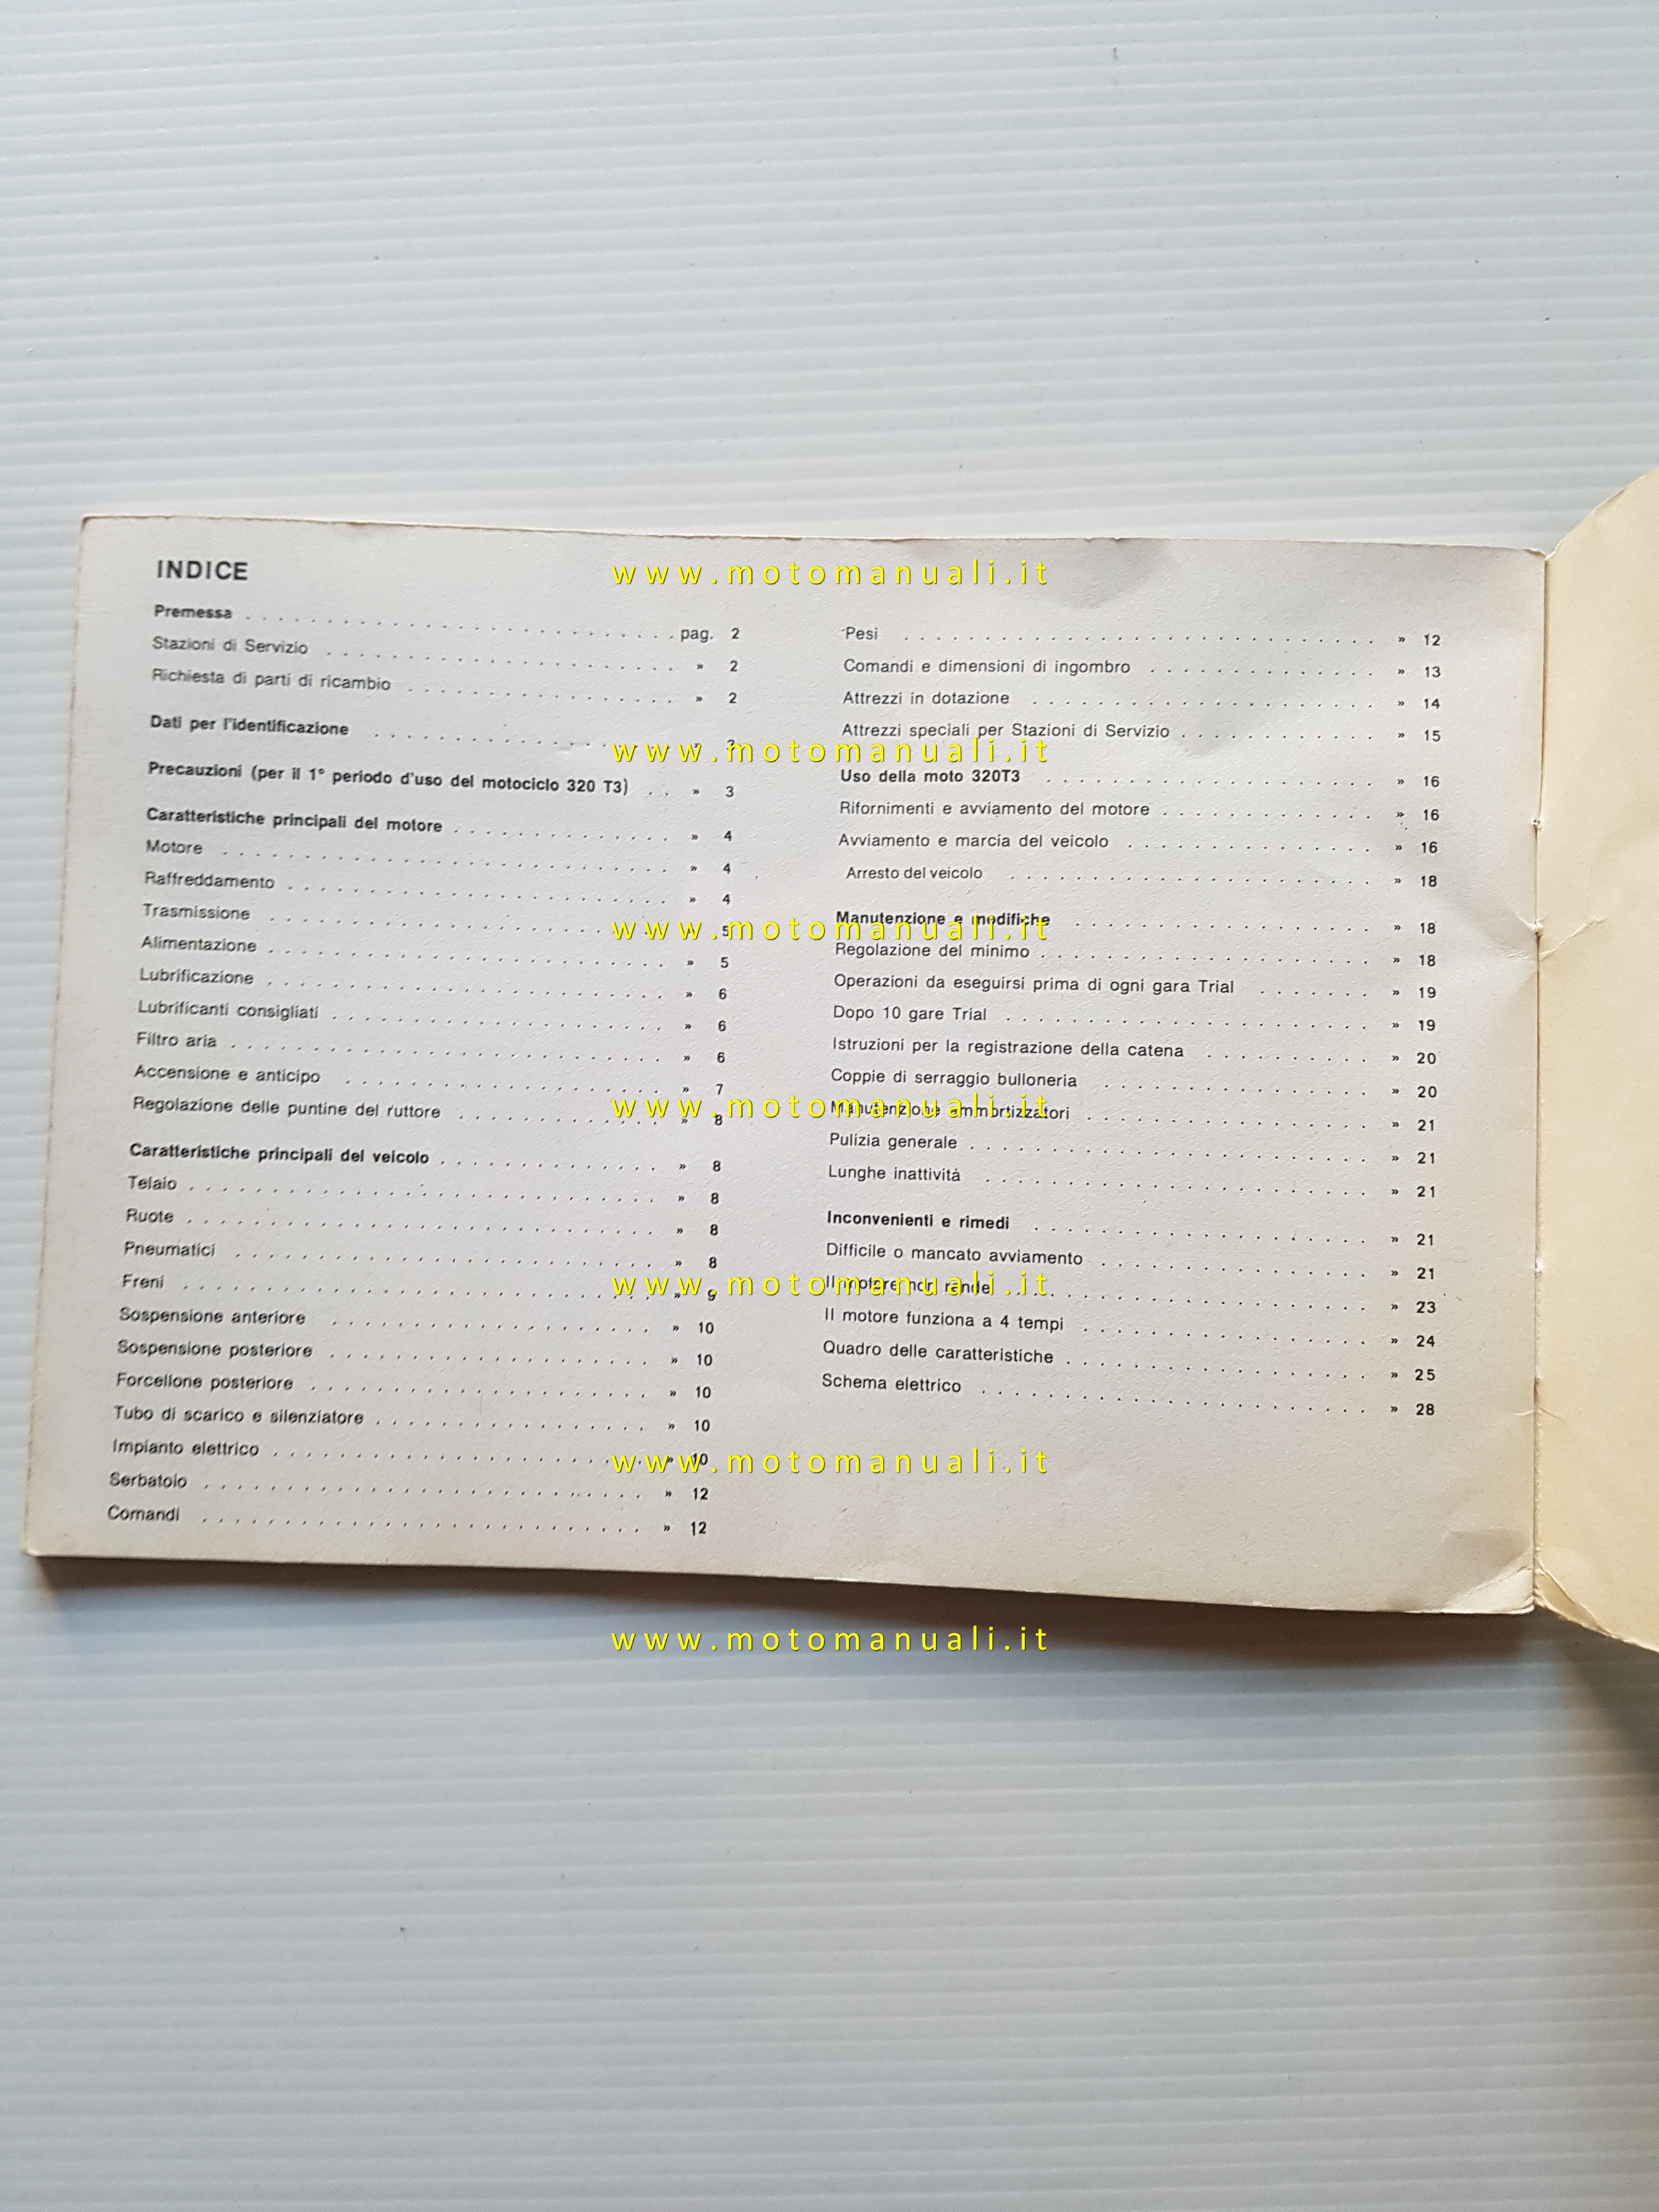 INDICE
Premessa . . . . . . . . . . . . . . . . . . . . . . . . . . . . pag. 2
Stazioni di Servizio . . . . . . . . . . . . . . . . . . . . . . . . » 2
Richiesta di parti di ricambio . . . . . . . . . . . . . . . . . » 2
Dati per l'identificazione . . . . . . . . . . . . . . . . . . . »
Precauzioni (per il 1° periodo d'uso del motociclo 320 T3) . . » 3
Caratteristiche principali del motore . . . . . . . . . . . . . . » 4
Motore . . . . . . . . . . . . . . . . . . . . . . . . . . . . » 4
Raffreddamento . . . . . . . . . . . . . . . . . . . . . . . . » 4
Trasmissione . . . . . . . . . . . . . . . . . . . . . . . . . » 5
Alimentazione . . . . . . . . . . . . . . . . . . . . . . . . . » 5
Lubrificazione . . . . . . . . . . . . . . . . . . . . . . . . . » 6
Lubrificanti consigliati . . . . . . . . . . . . . . . . . . . . » 6
Filtro aria . . . . . . . . . . . . . . . . . . . . . . . . . . » 6
Accensione e anticipo . . . . . . . . . . . . . . . . . . . . » 7
Regolazione delle puntine del ruttore . . . . . . . . . . . . . » 8
Caratteristiche principali del veicolo . . . . . . . . . . . . . . » 8
Telaio . . . . . . . . . . . . . . . . . . . . . . . . . . . . » 8
Ruote . . . . . . . . . . . . . . . . . . . . . . . . . . . . » 8
Pneumatici . . . . . . . . . . . . . . . . . . . . . . . . . . » 8
Freni . . . . . . . . . . . . . . . . . . . . . . . . . . . . » 9
Sospensione anteriore . . . . . . . . . . . . . . . . . . . . » 10
Sospensione posteriore . . . . . . . . . . . . . . . . . . . . » 10
Forcellone posteriore . . . . . . . . . . . . . . . . . . . . . » 10
Tubo di scarico e silenziatore . . . . . . . . . . . . . . . . . » 10
Impianto elettrico . . . . . . . . . . . . . . . . . . . . . . . » 10
Serbatoio . . . . . . . . . . . . . . . . . . . . . . . . . . . » 12
Comandi . . . . . . . . . . . . . . . . . . . . . . . . . . . » 12
Pesi . . . . . . . . . . . . . . . . . . . . . . . . . . . . . » 12
Comandi e dimensioni di ingombro . . . . . . . . . . . . . . » 13
Attrezzi in dotazione . . . . . . . . . . . . . . . . . . . . . » 14
Attrezzi speciali per Stazioni di Servizio . . . . . . . . . . . . » 15
Uso della moto 320T3 . . . . . . . . . . . . . . . . . . . . » 16
Rifornimenti e avviamento del motore . . . . . . . . . . . . . » 16
Avviamento e marcia del veicolo . . . . . . . . . . . . . . . » 16
Arresto del veicolo . . . . . . . . . . . . . . . . . . . . . . » 18
Manutenzione e modifiche . . . . . . . . . . . . . . . . . . » 18
Regolazione del minimo . . . . . . . . . . . . . . . . . . . . » 18
Operazioni da eseguirsi prima di ogni gara Trial . . . . . . . » 19
Dopo 10 gare Trial . . . . . . . . . . . . . . . . . . . . . . » 19
Istruzioni per la registrazione della catena . . . . . . . . . . » 20
Coppie di serraggio bulloneria . . . . . . . . . . . . . . . . » 20
Manutenzione ammortizzatori . . . . . . . . . . . . . . . . . » 21
Pulizia generale . . . . . . . . . . . . . . . . . . . . . . . . » 21
Lunghe inattività . . . . . . . . . . . . . . . . . . . . . . . » 21
Inconvenienti e rimedi . . . . . . . . . . . . . . . . . . . . » 21
Difficile o mancato avviamento . . . . . . . . . . . . . . . . » 21
Il motore non rende . . . . . . . . . . . . . . . . . . . . . . » 23
Il motore funziona a 4 tempi . . . . . . . . . . . . . . . . . » 24
Quadro delle caratteristiche . . . . . . . . . . . . . . . . . . » 25
Schema elettrico . . . . . . . . . . . . . . . . . . . . . . . » 28
www.motomanuali.it
www.motomanuali.it
www.motomanuali.it
www.motomanuali.it
www.motomanuali.it
www.motomanuali.it
www.motomanuali.it